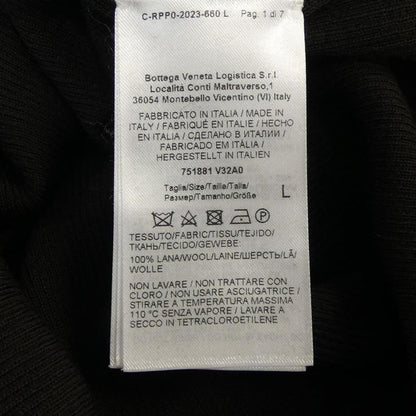 C-RPP0-2023-680 L Pag. 1 di 7
Bottega Veneta Logistica S.r.l.
Località Conti Maltraverso,1
36054 Montebello Vicentino (VI) Italy
FABBRICATO IN ITALIA / MADE IN
ITALY / FABRIQUÉ EN ITALIE / HECHO
EN ITALIA / СДЕЛАНО В ИТАЛИИ /
FABRICADO EM ITÁLIA /
HERGESTELLT IN ITALIEN
751881 V32A0
Taglia/Size/Taille/Talla/
Размер/Tamanho/Größe
L
P
TESSUTO/FABRIC/TISSU/TEJIDO/
ТКАНЬ/TECIDO/GEWEBE:
100% LANA/WOOL/LAINE/ШЕРСТЬ/LÃ/
WOLLE
NON LAVARE / NON TRATTARE CON
CLORO / NON USARE ASCIUGATRICE /
STIRARE A TEMPERATURA MASSIMA
110 °C SENZA VAPORE / LAVARE A
SECCO IN TETRACLOROETILENE